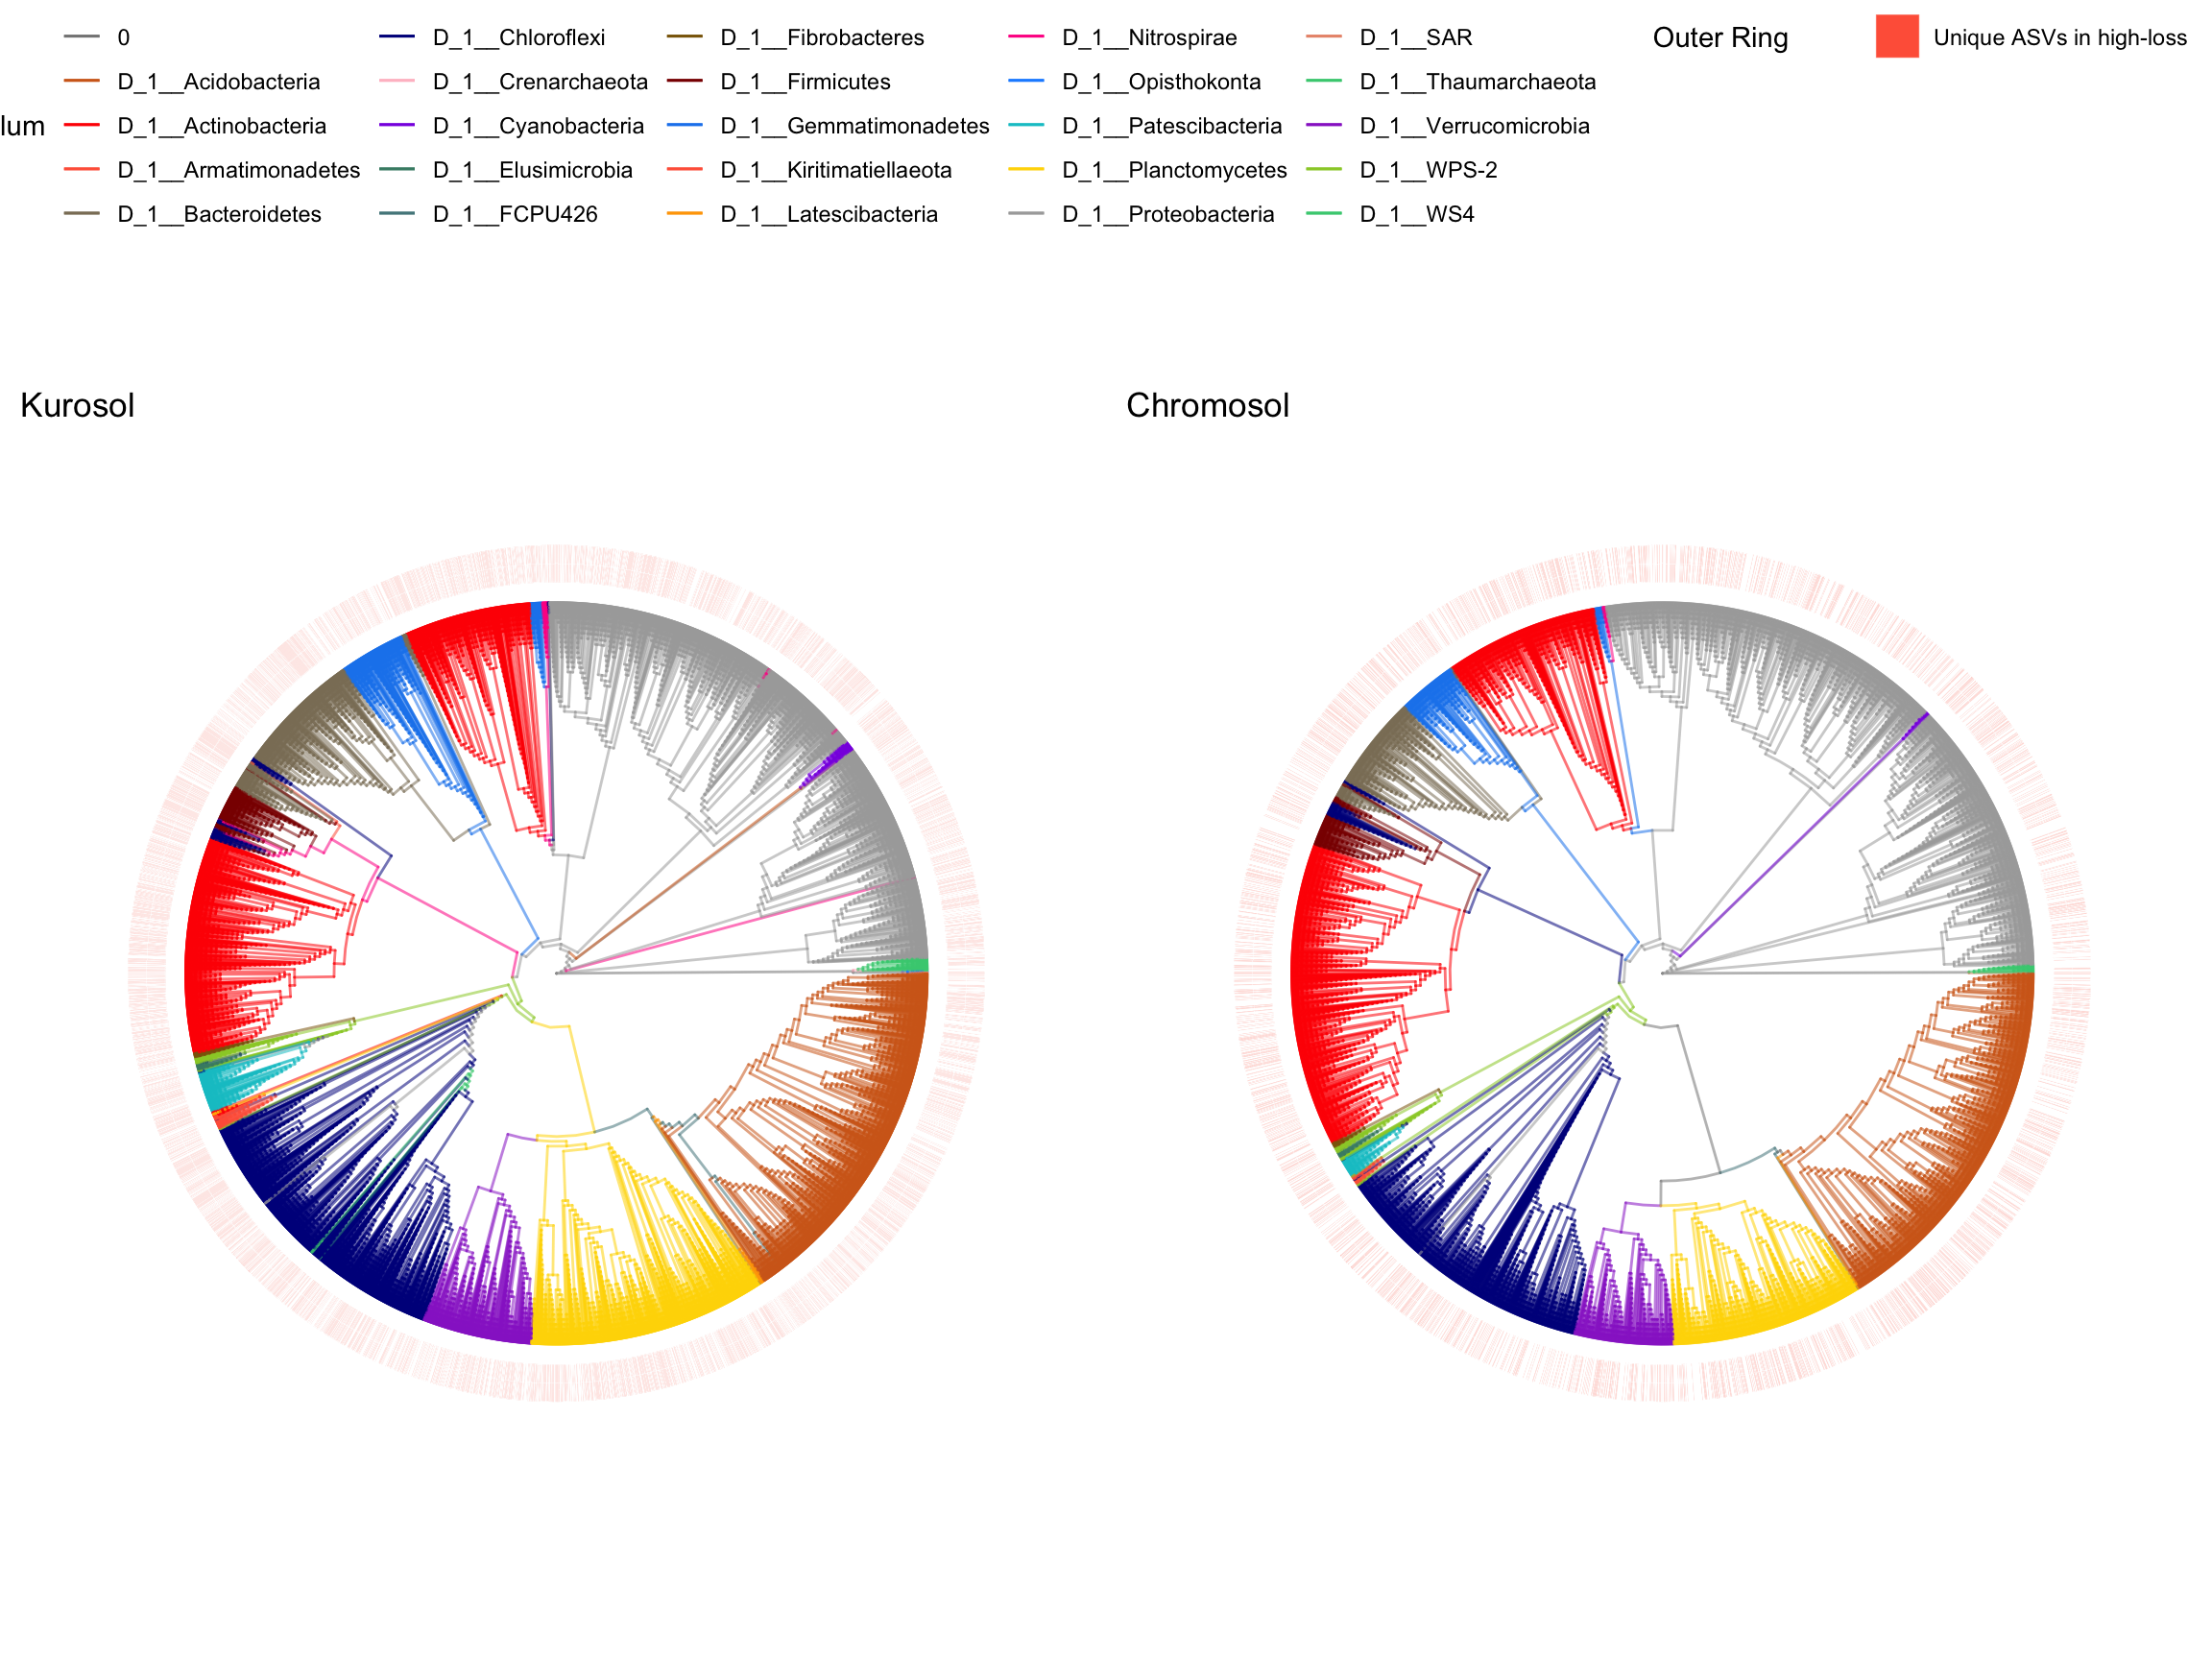 0
D_1__Chloroflexi
D_1__Fibrobacteres
D_1__Nitrospirae
D_1__SAR
Outer Ring
Unique ASVs in high-loss
D_1__Acidobacteria
D_1__Crenarchaeota
D_1__Firmicutes
D_1__Opisthokonta
D_1__Thaumarchaeota
lum
D_1__Actinobacteria
D_1__Cyanobacteria
D_1__Gemmatimonadetes
D_1__Patescibacteria
D_1__Verrucomicrobia
D_1__Armatimonadetes
D_1__Elusimicrobia
D_1__Kiritimatiellaeota
D_1__Planctomycetes
D_1__WPS-2
D_1__Bacteroidetes
D_1__FCPU426
D_1__Latescibacteria
D_1__Proteobacteria
D_1__WS4
Kurosol
Chromosol